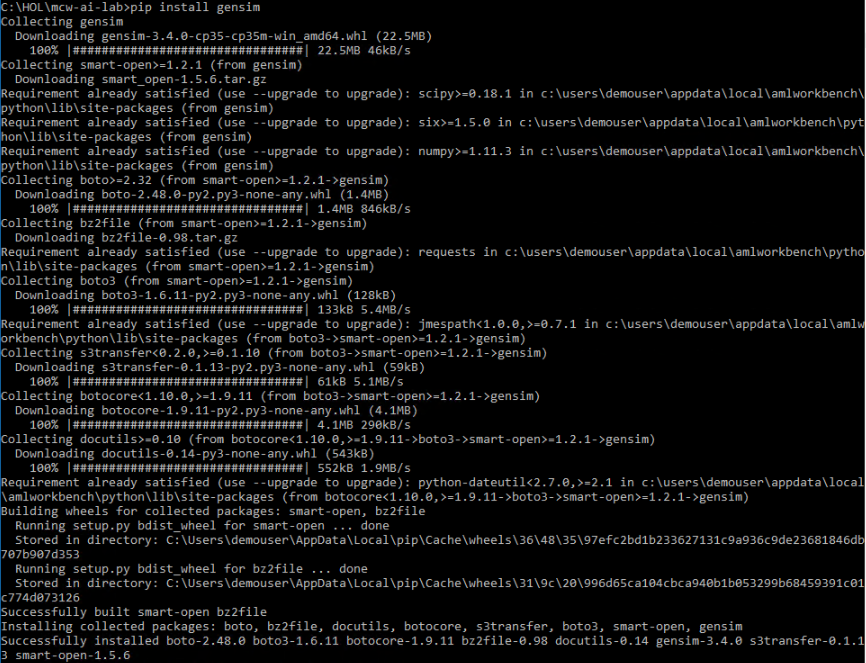 C:\HOL\mcw-ai-lab>pip install gensim
Collecting gensim
  Downloading gensim-3.4.0-cp35-cp35m-win_amd64.whl (22.5MB)
    100% |################################| 22.5MB 46kB/s
Collecting smart-open>=1.2.1 (from gensim)
  Downloading smart_open-1.5.6.tar.gz
Requirement already satisfied (use --upgrade to upgrade): scipy>=0.18.1 in c:\users\demouser\appdata\local\amlworkbench\
python\lib\site-packages (from gensim)
Requirement already satisfied (use --upgrade to upgrade): six>=1.5.0 in c:\users\demouser\appdata\local\amlworkbench\pyt
hon\lib\site-packages (from gensim)
Requirement already satisfied (use --upgrade to upgrade): numpy>=1.11.3 in c:\users\demouser\appdata\local\amlworkbench\
python\lib\site-packages (from gensim)
Collecting boto>=2.32 (from smart-open>=1.2.1->gensim)
  Downloading boto-2.48.0-py2.py3-none-any.whl (1.4MB)
    100% |################################| 1.4MB 846kB/s
Collecting bz2file (from smart-open>=1.2.1->gensim)
  Downloading bz2file-0.98.tar.gz
Requirement already satisfied (use --upgrade to upgrade): requests in c:\users\demouser\appdata\local\amlworkbench\pytho
n\lib\site-packages (from smart-open>=1.2.1->gensim)
Collecting boto3 (from smart-open>=1.2.1->gensim)
  Downloading boto3-1.6.11-py2.py3-none-any.whl (128kB)
    100% |################################| 133kB 5.4MB/s
Requirement already satisfied (use --upgrade to upgrade): jmespath<1.0.0,>=0.7.1 in c:\users\demouser\appdata\local\amlw
orkbench\python\lib\site-packages (from boto3->smart-open>=1.2.1->gensim)
Collecting s3transfer<0.2.0,>=0.1.10 (from boto3->smart-open>=1.2.1->gensim)
  Downloading s3transfer-0.1.13-py2.py3-none-any.whl (59kB)
    100% |################################| 61kB 5.1MB/s
Collecting botocore<1.10.0,>=1.9.11 (from boto3->smart-open>=1.2.1->gensim)
  Downloading botocore-1.9.11-py2.py3-none-any.whl (4.1MB)
    100% |################################| 4.1MB 290kB/s
Collecting docutils>=0.10 (from botocore<1.10.0,>=1.9.11->boto3->smart-open>=1.2.1->gensim)
  Downloading docutils-0.14-py3-none-any.whl (543kB)
    100% |################################| 552kB 1.9MB/s
Requirement already satisfied (use --upgrade to upgrade): python-dateutil<2.7.0,>=2.1 in c:\users\demouser\appdata\local
\amlworkbench\python\lib\site-packages (from botocore<1.10.0,>=1.9.11->boto3->smart-open>=1.2.1->gensim)
Building wheels for collected packages: smart-open, bz2file
  Running setup.py bdist_wheel for smart-open ... done
  Stored in directory: C:\Users\demouser\AppData\Local\pip\Cache\wheels\36\48\35\97efc2bd1b233627131c9a936c9de23681846db
707b907d353
  Running setup.py bdist_wheel for bz2file ... done
  Stored in directory: C:\Users\demouser\AppData\Local\pip\Cache\wheels\31\9c\20\996d65ca104cbca940b1b053299b68459391c01
c774d073126
Successfully built smart-open bz2file
Installing collected packages: boto, bz2file, docutils, botocore, s3transfer, boto3, smart-open, gensim
Successfully installed boto-2.48.0 boto3-1.6.11 botocore-1.9.11 bz2file-0.98 docutils-0.14 gensim-3.4.0 s3transfer-0.1.1
3 smart-open-1.5.6